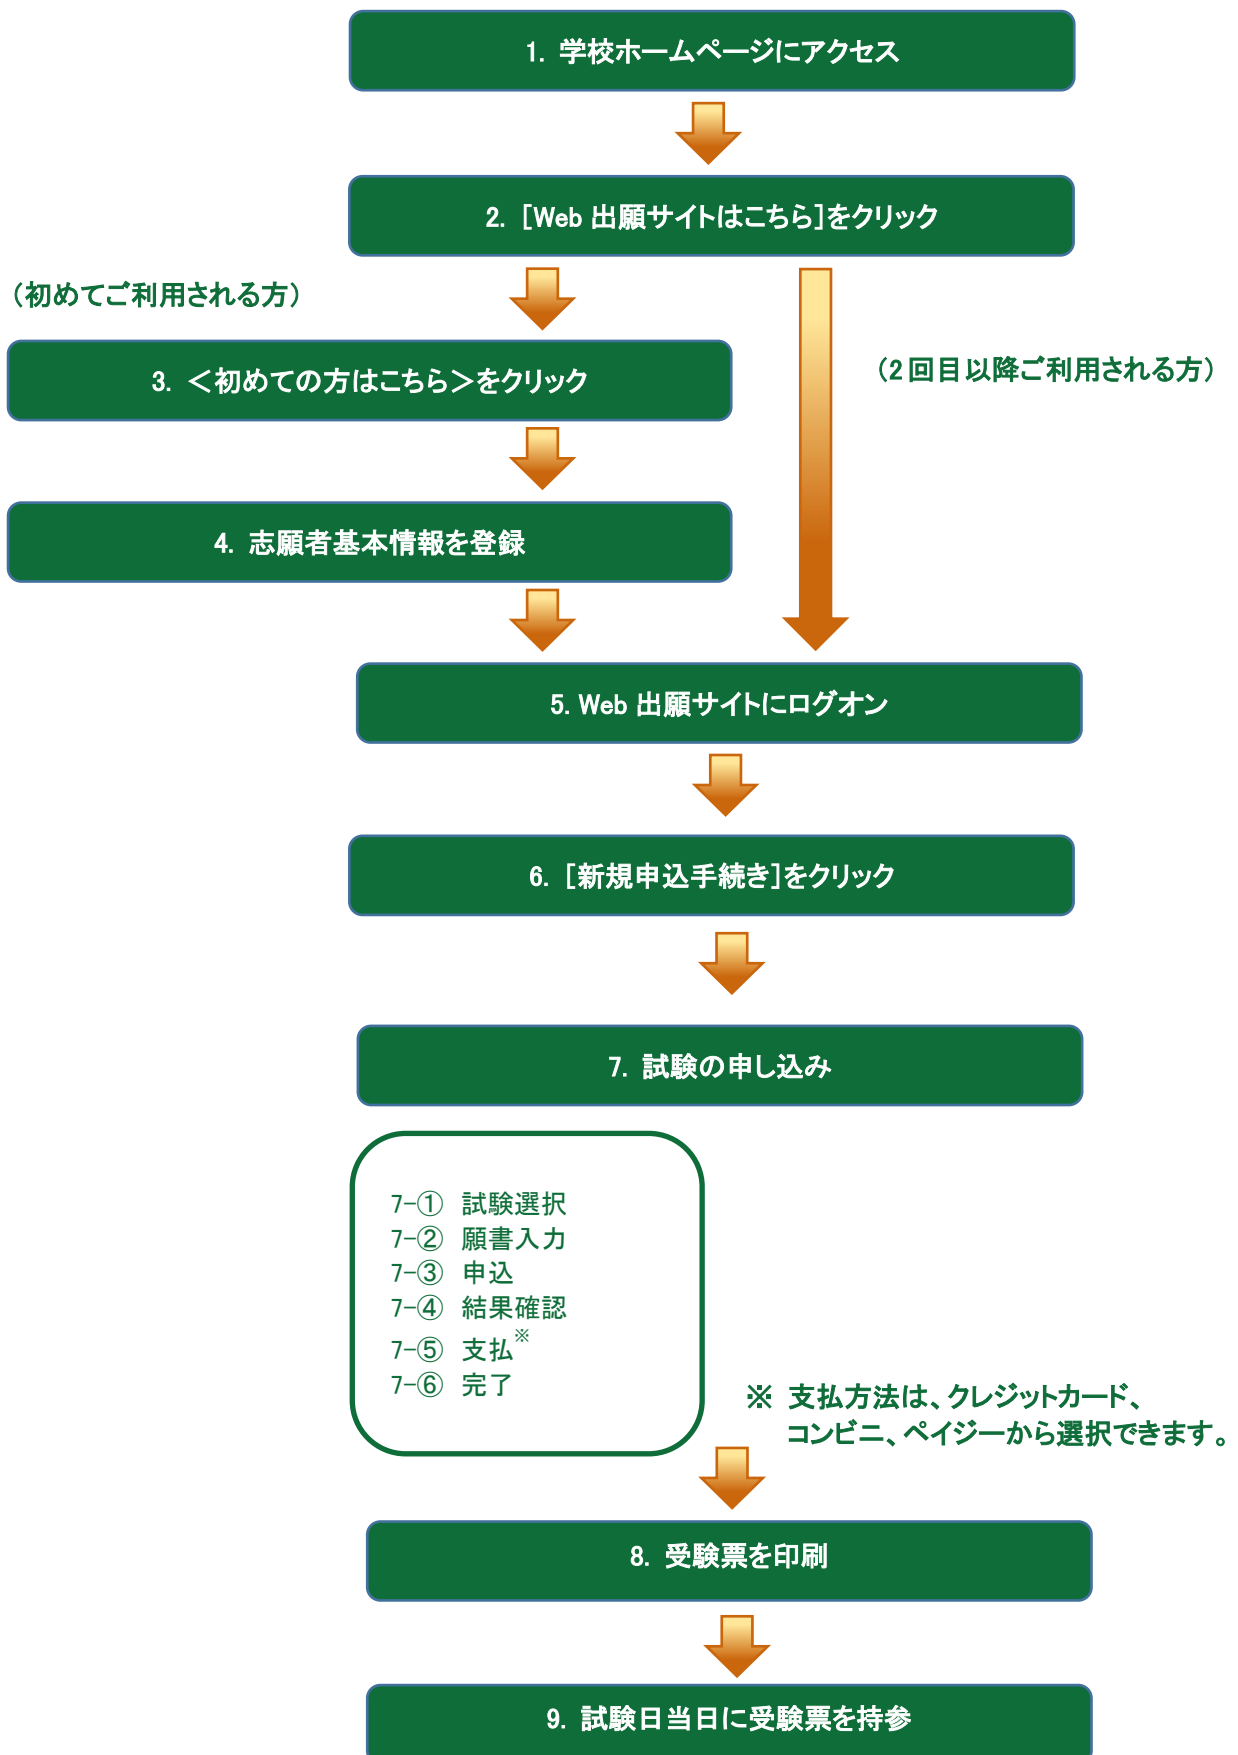 1. 学校ホームページにアクセス
2. [Web 出願サイトはこちら]をクリック
（初めてご利用される方）
3. ＜初めての方はこちら＞をクリック
（2回目以降ご利用される方）
4. 志願者基本情報を登録
5. Web 出願サイトにログオン
6. [新規申込手続き]をクリック
7. 試験の申し込み
7-① 試験選択
7-② 願書入力
7-③ 申込
7-④ 結果確認
7-⑤ 支払※
7-⑥ 完了
※ 支払方法は、クレジットカード、
コンビニ、ペイジーから選択できます。
8. 受験票を印刷
9. 試験日当日に受験票を持参